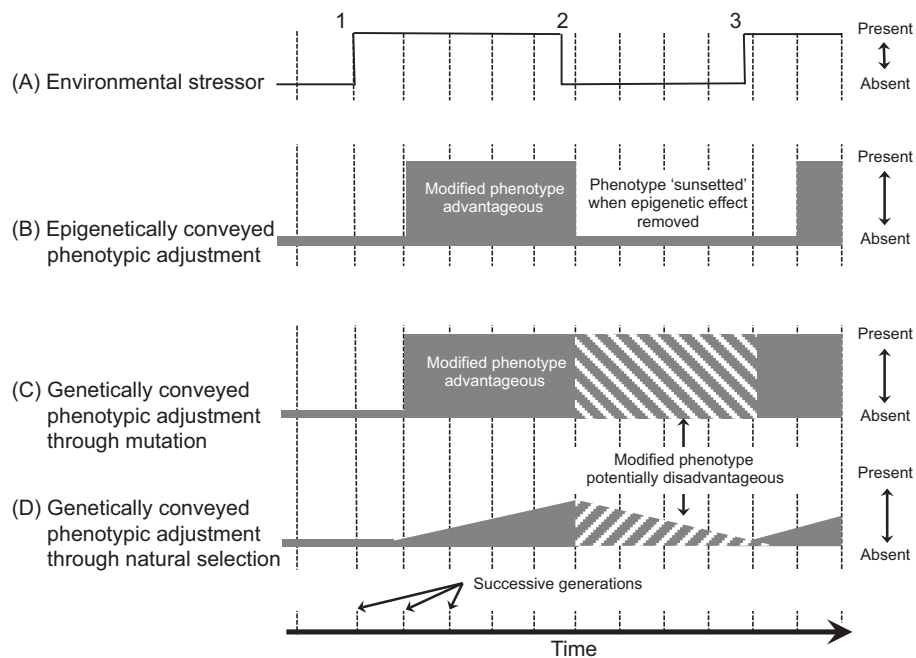 1 2 3
Present
(A) Environmental stressor
Absent
Present
Modified phenotype
advantageous
Phenotype ‘sunsetted’
when epigenetic effect
removed
(B) Epigenetically conveyed
phenotypic adjustment
Absent
Present
Modified phenotype
advantageous
(C) Genetically conveyed
phenotypic adjustment
through mutation
Absent
Modified phenotype
potentially disadvantageous
Present
(D) Genetically conveyed
phenotypic adjustment
through natural selection
Absent
Successive generations
Time